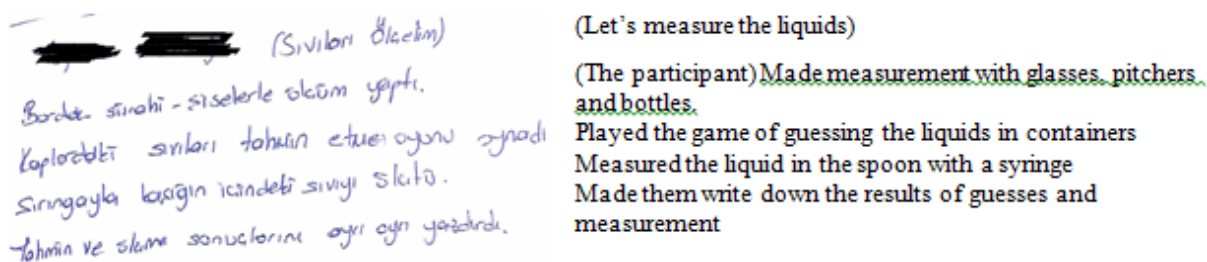 (Sıvıları Ölçelim)
Bardak sürahi - şişelerle ölçüm yaptı.
Kaplardaki sıvıları tahmin etme oyunu oynadı
Şırıngayla kaşığın içindeki sıvıyı ölçtü.
Tahmin ve ölçme sonuçlarını ayrı ayrı yazdırdı.
(Let's measure the liquids)
(The participant) Made measurement with glasses, pitchers
and bottles.
Played the game of guessing the liquids in containers
Measured the liquid in the spoon with a syringe
Made them write down the results of guesses and
measurement